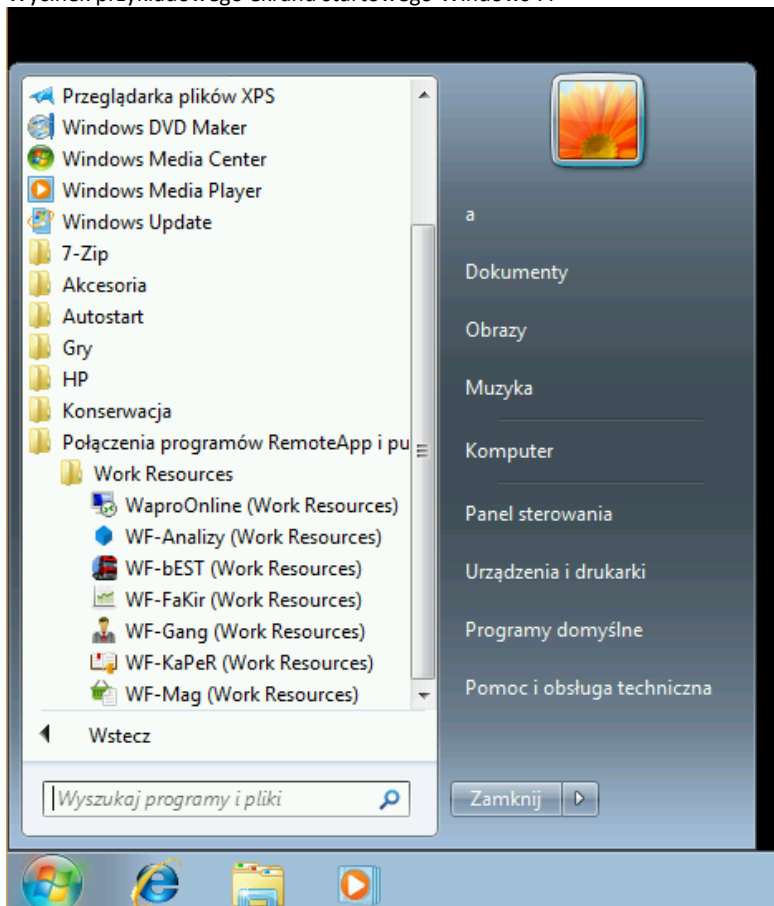 Przeglądarka plików XPS
Windows DVD Maker
Windows Media Center
Windows Media Player
Windows Update
7-Zip
Akcesoria
Autostart
Gry
HP
Konserwacja
Połączenia programów RemoteApp i pu
Work Resources
WaproOnline (Work Resources)
WF-Analizy (Work Resources)
WF-bEST (Work Resources)
WF-FaKir (Work Resources)
WF-Gang (Work Resources)
WF-KaPeR (Work Resources)
WF-Mag (Work Resources)
Wstecz
Wyszukaj programy i pliki
a
Dokumenty
Obrazy
Muzyka
Komputer
Panel sterowania
Urządzenia i drukarki
Programy domyślne
Pomoc i obsługa techniczna
Zamknij